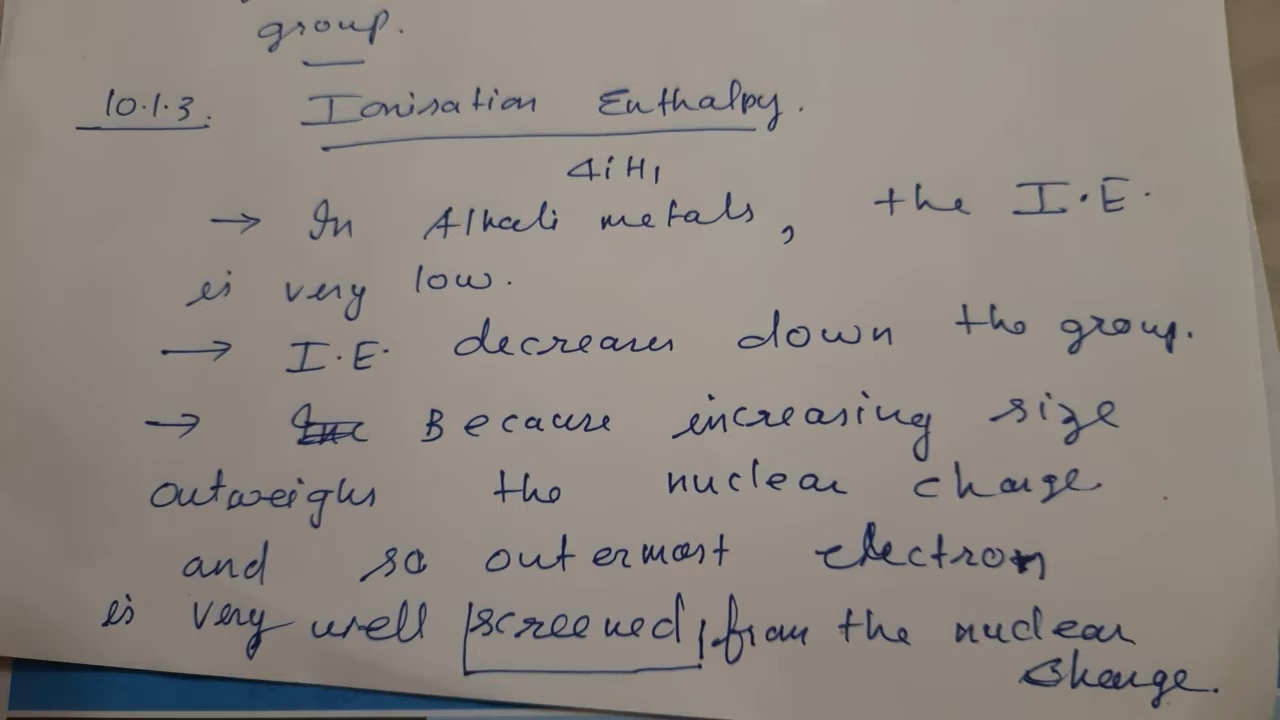 group.
10.1.3. Ionisation Enthalpy.
ΔiH₁
→ In Alkali metals, the I.E.
is very low.
→ I.E. decreases down the group.
→ Because increasing size
outweighs the nuclear charge
and so outermost electron
is very well screened, from the nuclear
charge.